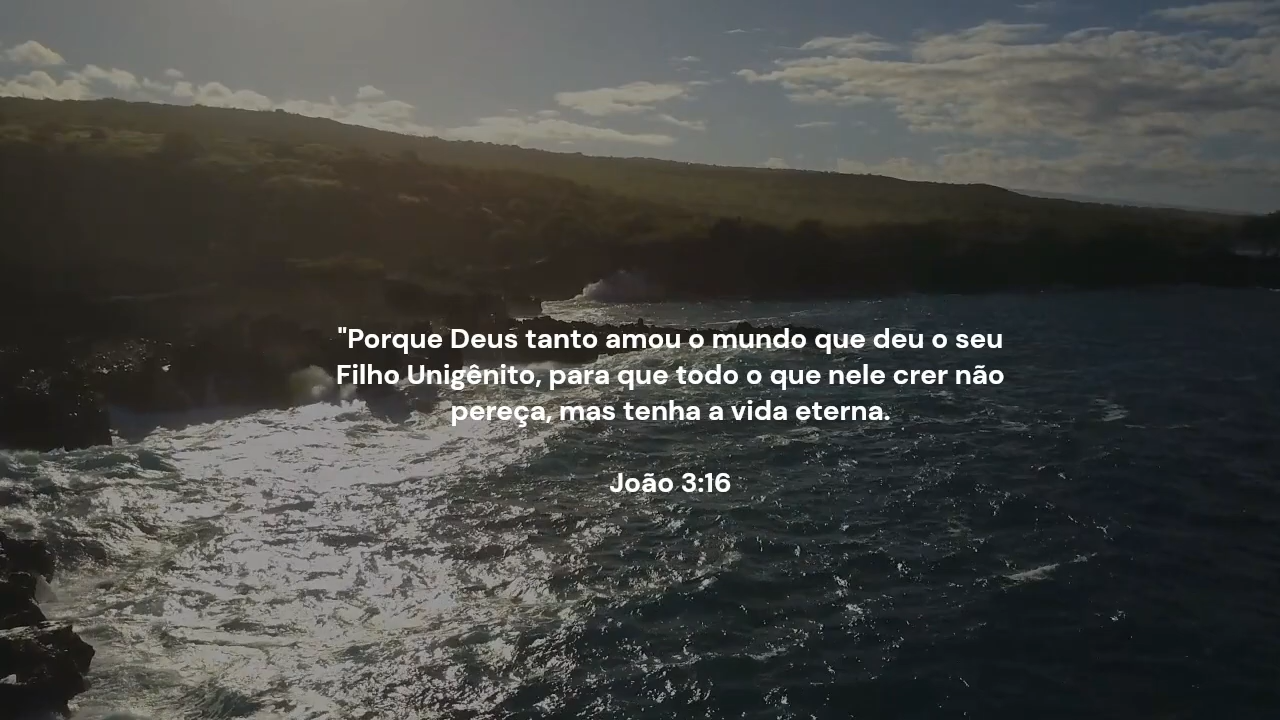 "Porque Deus tanto amou o mundo que deu o seu
Filho Unigênito, para que todo o que nele crer não
pereça, mas tenha a vida eterna.
João 3:16